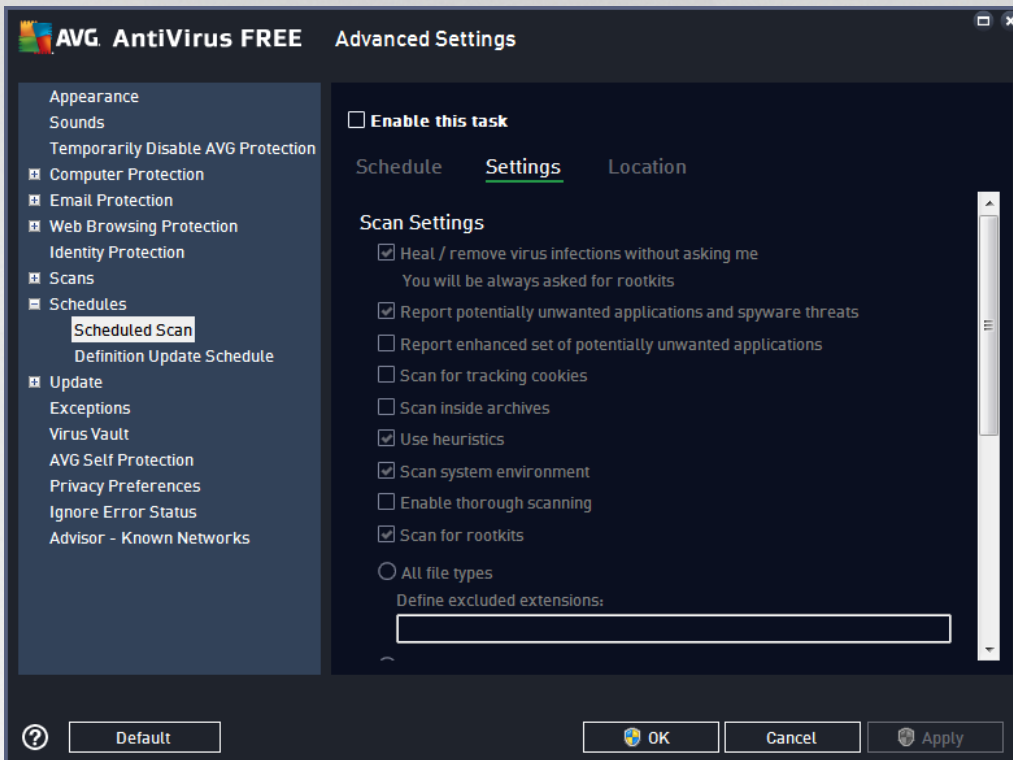 AVG. AntiVirus FREE Advanced Settings
Appearance
Sounds
Temporarily Disable AVG Protection
Computer Protection
Email Protection
Web Browsing Protection
Identity Protection
Scans
Schedules
Scheduled Scan
Definition Update Schedule
Update
Exceptions
Virus Vault
AVG Self Protection
Privacy Preferences
Ignore Error Status
Advisor - Known Networks
Enable this task
Schedule Settings Location
Scan Settings
Heal / remove virus infections without asking me
You will be always asked for rootkits
Report potentially unwanted applications and spyware threats
Report enhanced set of potentially unwanted applications
Scan for tracking cookies
Scan inside archives
Use heuristics
Scan system environment
Enable thorough scanning
Scan for rootkits
All file types
Define excluded extensions:
? Default OK Cancel Apply